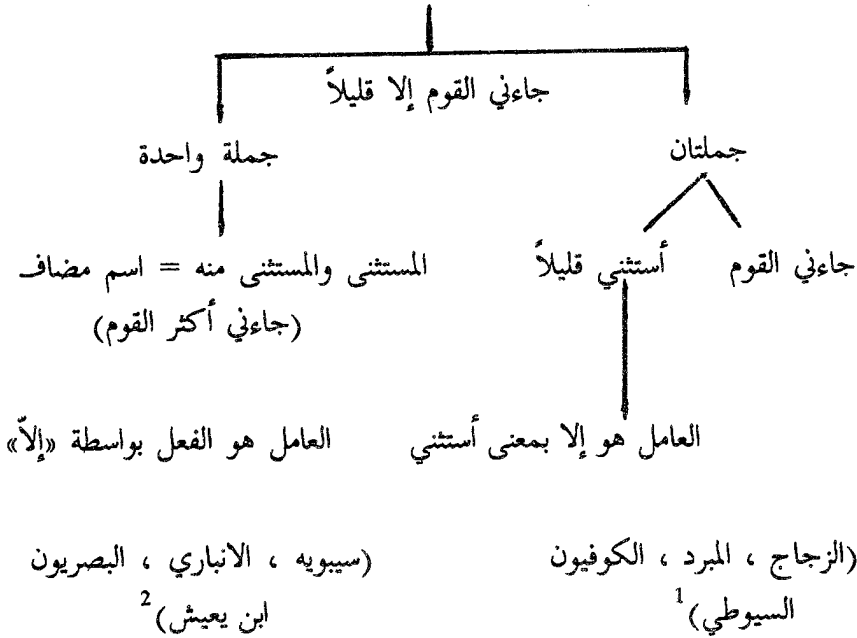 جاءني القوم إلا قليلاً
جملتان
جملة واحدة
جاءني القوم
أستثني قليلاً
المستثنى والمستثنى منه = اسم مضاف
(جاءني أكثر القوم)
العامل هو إلا بمعنى أستثني
العامل هو الفعل بواسطة «إلاّ»
(الزجاج ، المبرد ، الكوفيون
السيوطي)1
(سيبويه ، الانباري ، البصريون
ابن يعيش)2